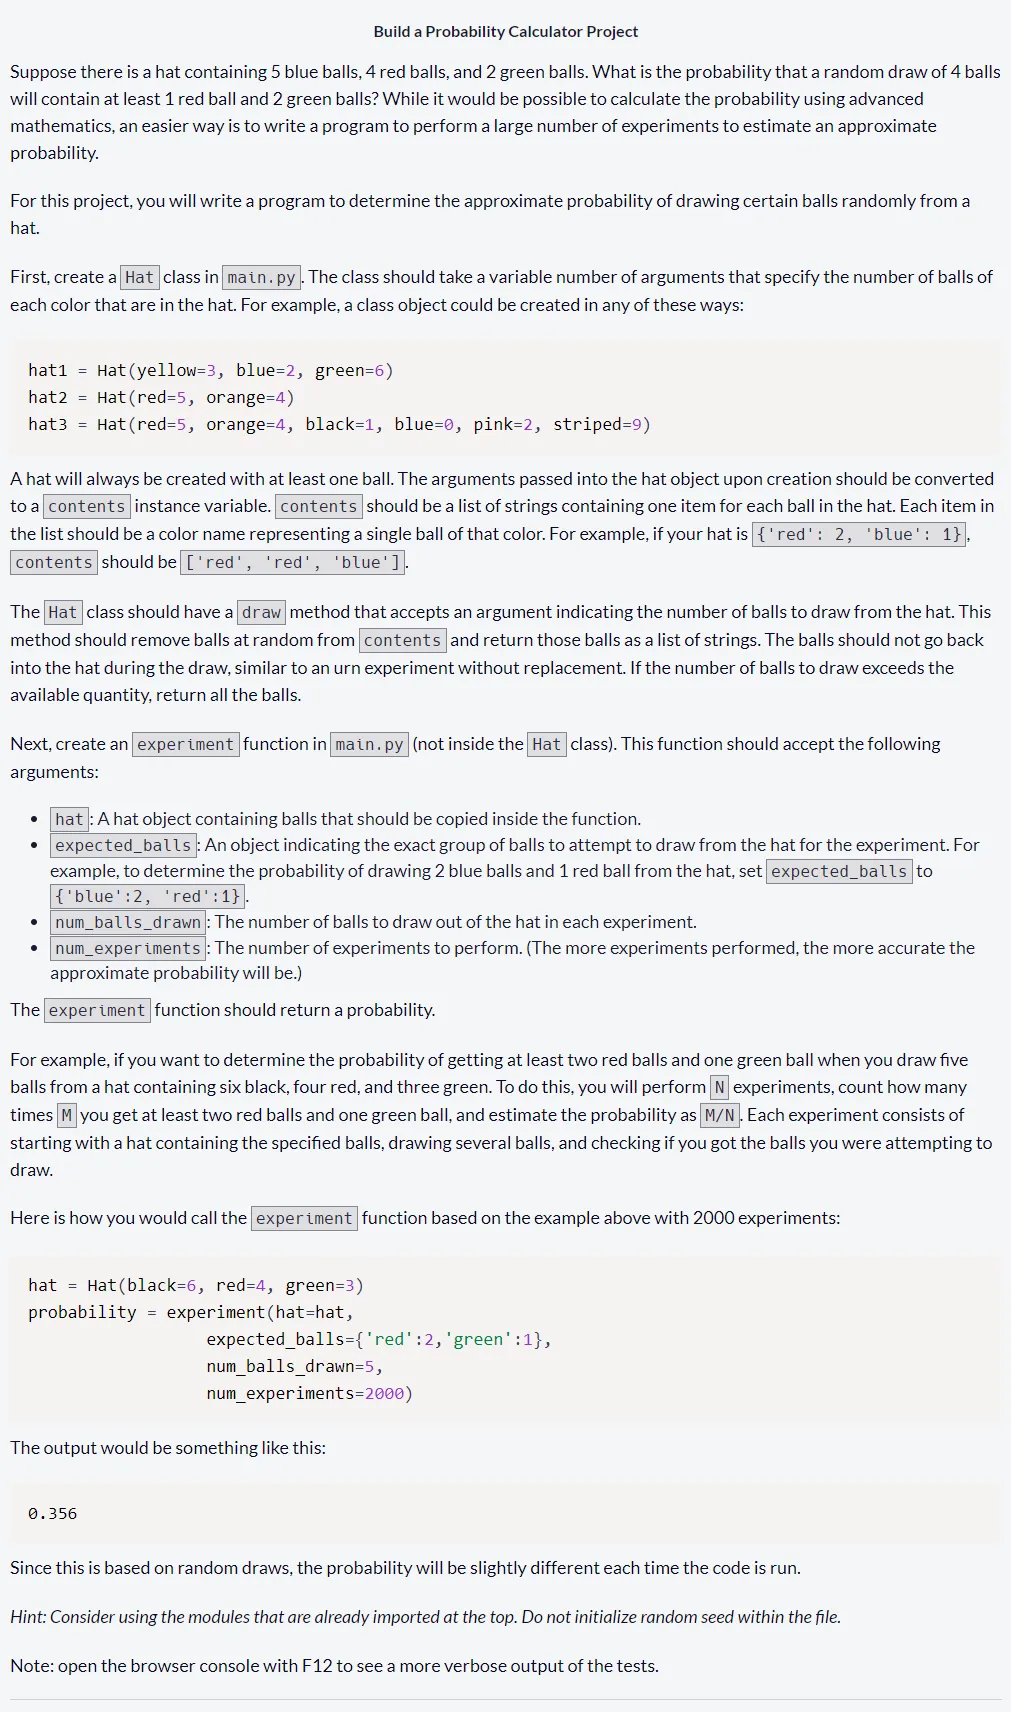 Build a Probability Calculator Project
Suppose there is a hat containing 5 blue balls, 4 red balls, and 2 green balls. What is the probability that a random draw of 4 balls
will contain at least 1 red ball and 2 green balls? While it would be possible to calculate the probability using advanced
mathematics, an easier way is to write a program to perform a large number of experiments to estimate an approximate
probability.
For this project, you will write a program to determine the approximate probability of drawing certain balls randomly from a
hat.
First, create a Hat class in main.py. The class should take a variable number of arguments that specify the number of balls of
each color that are in the hat. For example, a class object could be created in any of these ways:
hat1 = Hat(yellow=3, blue=2, green=6)
hat2 = Hat(red=5, orange=4)
hat3 = Hat(red=5, orange=4, black=1, blue=0, pink=2, striped=9)
A hat will always be created with at least one ball. The arguments passed into the hat object upon creation should be converted
to a contents instance variable. contents should be a list of strings containing one item for each ball in the hat. Each item in
the list should be a color name representing a single ball of that color. For example, if your hat is {'red': 2, 'blue': 1},
contents should be ['red', 'red', 'blue'].
The Hat class should have a draw method that accepts an argument indicating the number of balls to draw from the hat. This
method should remove balls at random from contents and return those balls as a list of strings. The balls should not go back
into the hat during the draw, similar to an urn experiment without replacement. If the number of balls to draw exceeds the
available quantity, return all the balls.
Next, create an experiment function in main.py (not inside the Hat class). This function should accept the following
arguments:
• hat: A hat object containing balls that should be copied inside the function.
• expected_balls: An object indicating the exact group of balls to attempt to draw from the hat for the experiment. For
example, to determine the probability of drawing 2 blue balls and 1 red ball from the hat, set expected_balls to
{'blue':2, 'red':1}.
• num_balls_drawn: The number of balls to draw out of the hat in each experiment.
• num_experiments: The number of experiments to perform. (The more experiments performed, the more accurate the
approximate probability will be.)
The experiment function should return a probability.
For example, if you want to determine the probability of getting at least two red balls and one green ball when you draw five
balls from a hat containing six black, four red, and three green. To do this, you will perform N experiments, count how many
times M you get at least two red balls and one green ball, and estimate the probability as M/N. Each experiment consists of
starting with a hat containing the specified balls, drawing several balls, and checking if you got the balls you were attempting to
draw.
Here is how you would call the experiment function based on the example above with 2000 experiments:
hat = Hat(black=6, red=4, green=3)
probability = experiment(hat=hat,
expected_balls={'red':2,'green':1},
num_balls_drawn=5,
num_experiments=2000)
The output would be something like this:
0.356
Since this is based on random draws, the probability will be slightly different each time the code is run.
Hint: Consider using the modules that are already imported at the top. Do not initialize random seed within the file.
Note: open the browser console with F12 to see a more verbose output of the tests.